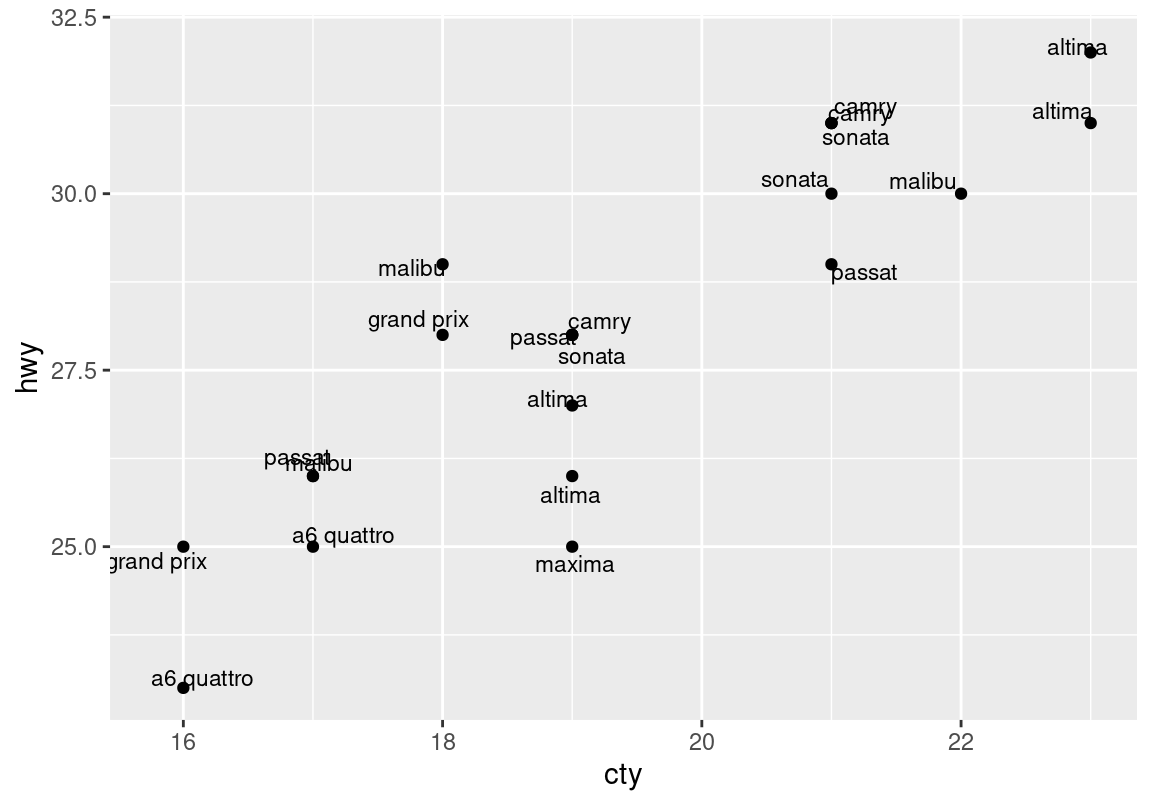 32.5
altima
camry
camry
altima
sonata
sonata
malibu
30.0
malibu
passat
grand prix
camry
passat
sonata
27.5
hwy
altima
passat
malibu
altima
a6 quattro
25.0
grand prix
maxima
a6 quattro
16
18
20
22
cty